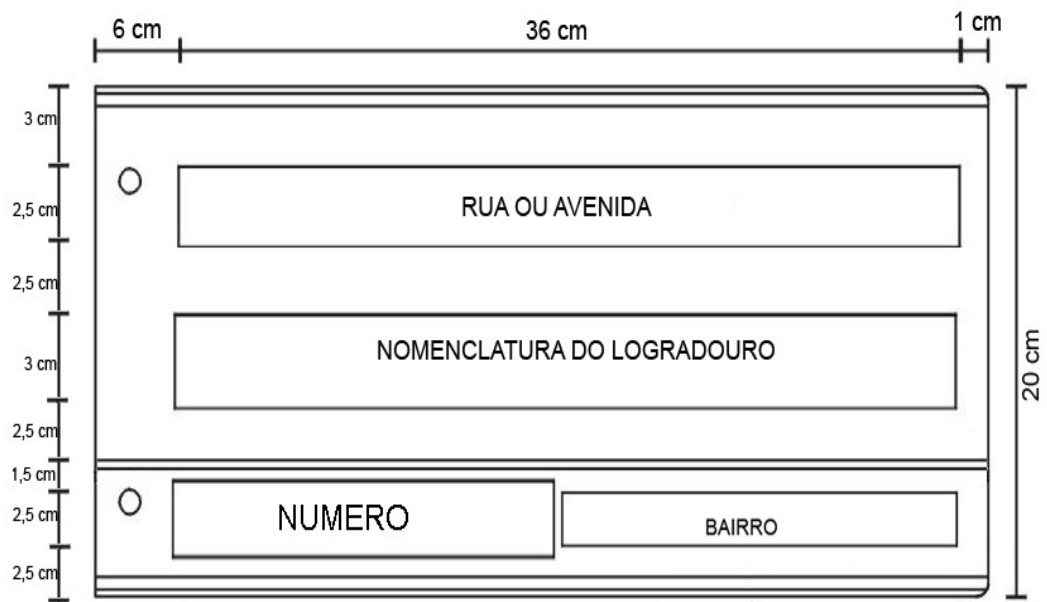 6 cm
36 cm
1 cm
3 cm
2,5 cm
RUA OU AVENIDA
2,5 cm
3 cm
NOMENCLATURA DO LOGRADOURO
20 cm
2,5 cm
1,5 cm
2,5 cm
NUMERO
BAIRRO
2,5 cm